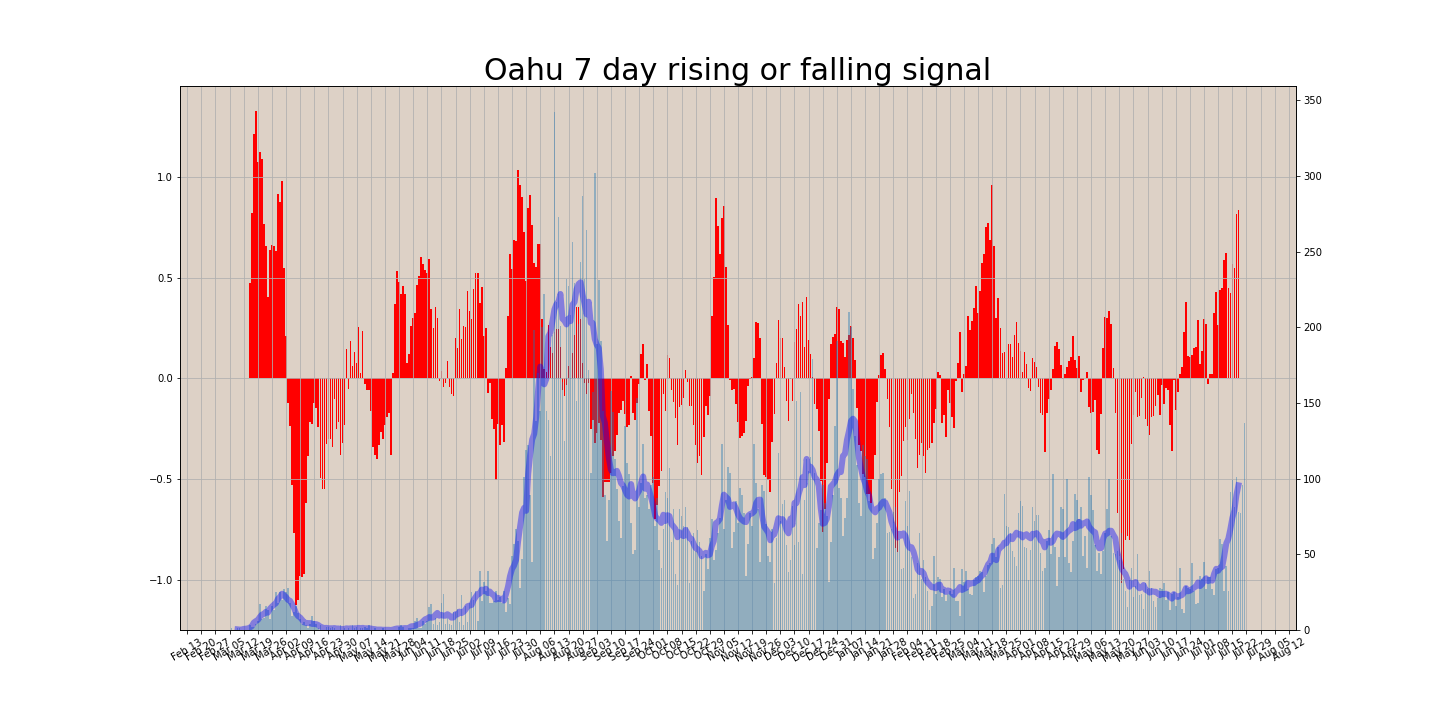 Oahu 7 day rising or falling signal
1.0
0.5
0.0
−0.5
−1.0
350
300
250
200
150
100
50
0
Feb 13
Feb 20
Feb 27
Mar 05
Mar 12
Mar 19
Mar 26
Apr 02
Apr 09
Apr 16
Apr 23
Apr 30
May 07
May 14
May 21
May 28
Jun 04
Jun 11
Jun 18
Jun 25
Jul 02
Jul 09
Jul 16
Jul 23
Jul 30
Aug 06
Aug 13
Aug 20
Aug 27
Sep 03
Sep 10
Sep 17
Sep 24
Oct 01
Oct 08
Oct 15
Oct 22
Oct 29
Nov 05
Nov 12
Nov 19
Nov 26
Dec 03
Dec 10
Dec 17
Dec 24
Dec 31
Jan 07
Jan 14
Jan 21
Jan 28
Feb 04
Feb 11
Feb 18
Feb 25
Mar 04
Mar 11
Mar 18
Mar 25
Apr 01
Apr 08
Apr 15
Apr 22
Apr 29
May 06
May 13
May 20
May 27
Jun 03
Jun 10
Jun 17
Jun 24
Jul 01
Jul 08
Jul 15
Jul 22
Jul 29
Aug 05
Aug 12